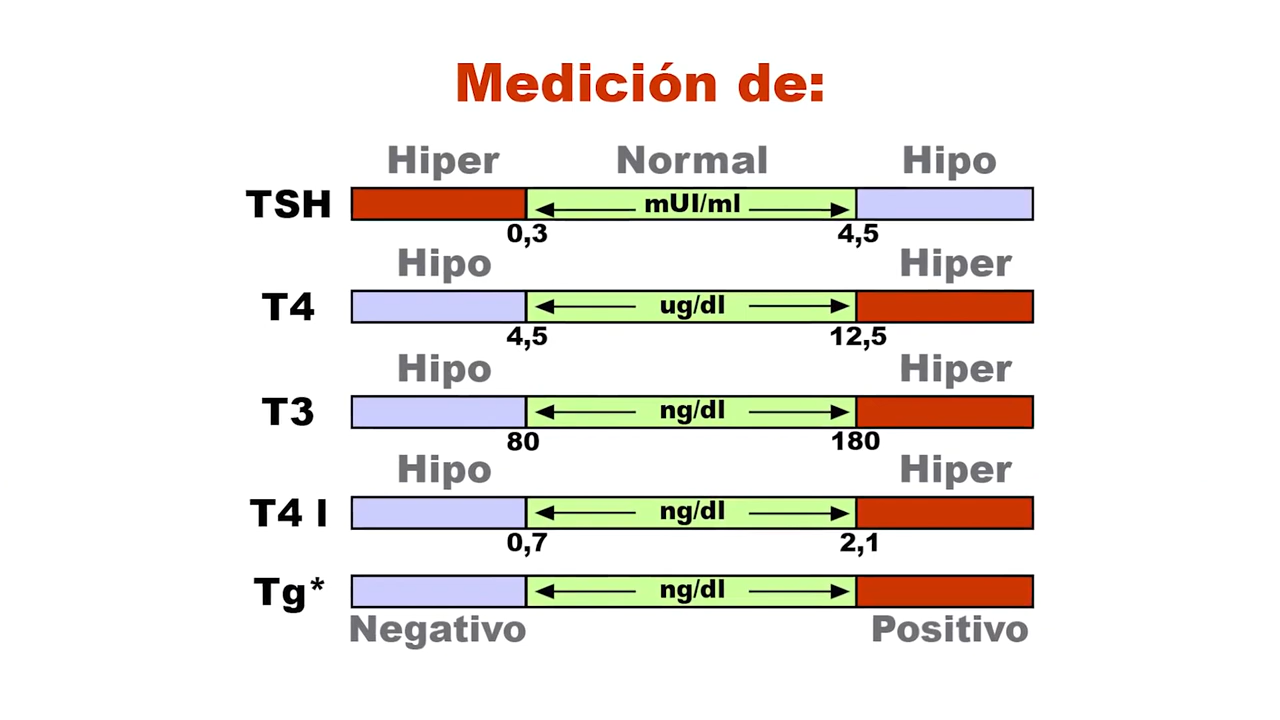 Medición de:
Hiper Normal Hipo
TSH mUI/ml
0,3 4,5
Hipo Hiper
T4 ug/dl
4,5 12,5
Hipo Hiper
T3 ng/dl
80 180
Hipo Hiper
T4 l ng/dl
0,7 2,1
Tg* ng/dl
Negativo Positivo